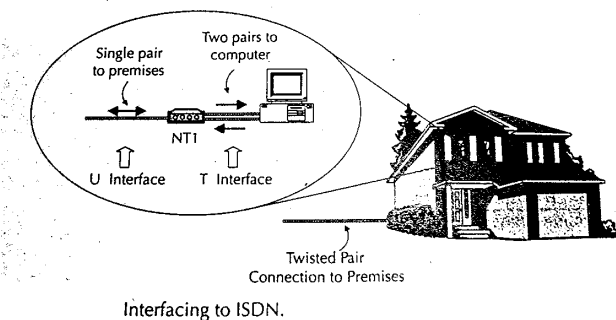 Single pair
to premises
Two pairs to
computer
NT1
U Interface
T Interface
Twisted Pair
Connection to Premises
Interfacing to ISDN.